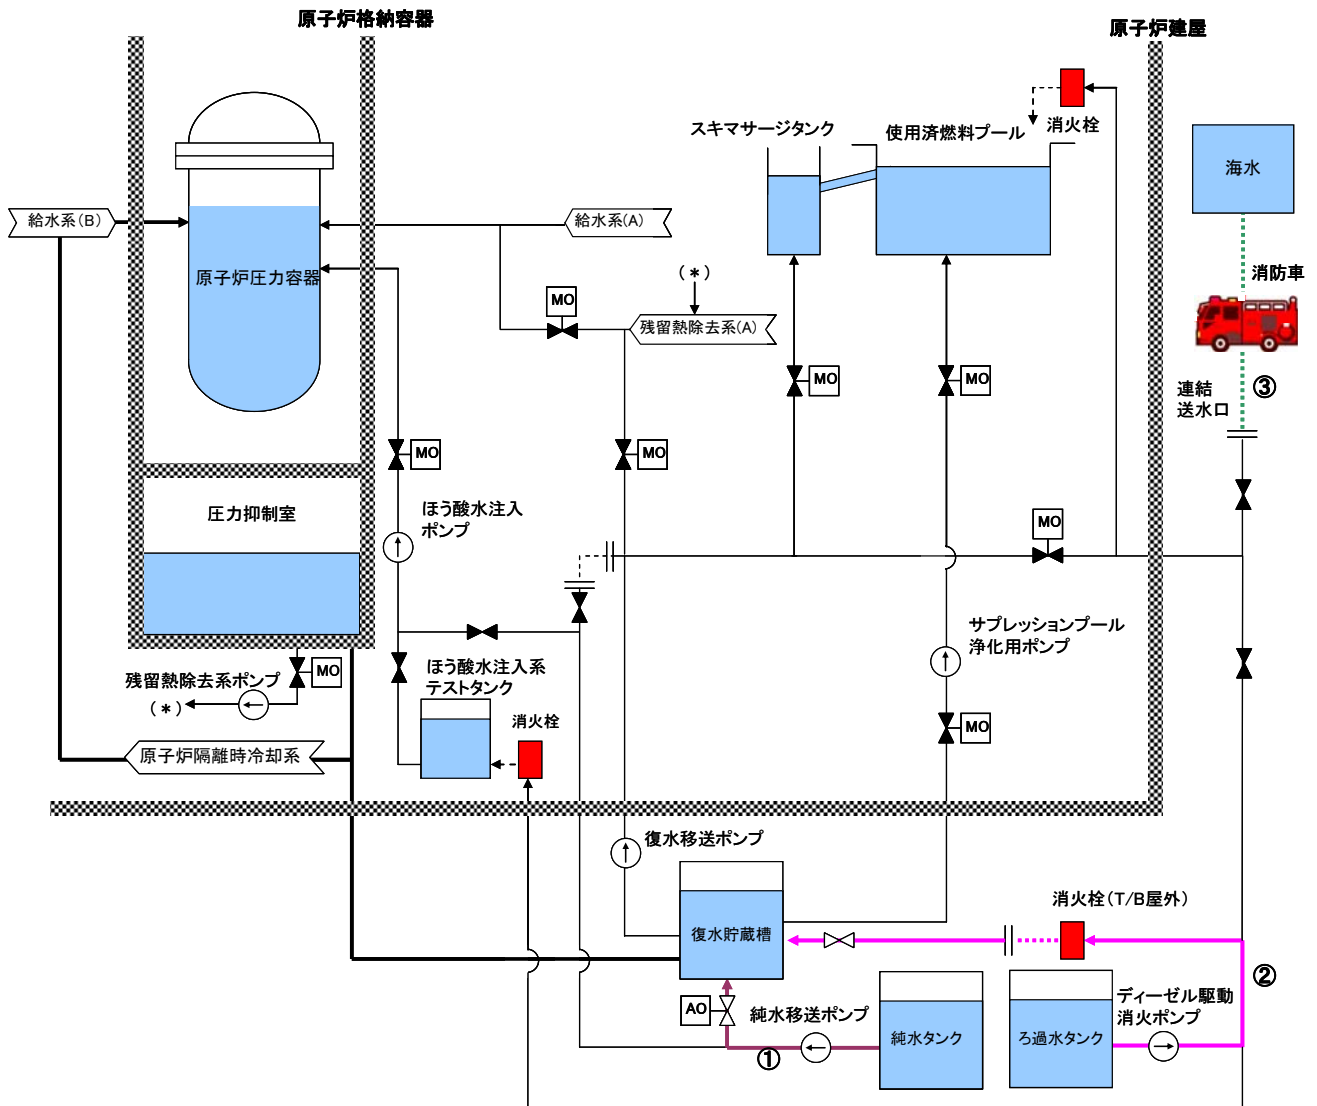 原子炉格納容器
原子炉建屋
スキマサージタンク
使用済燃料プール
消火栓
海水
給水系(B)
給水系(A)
原子炉圧力容器
(*)
消防車
MO
残留熱除去系(A)
MO
MO
連結
送水口
③
MO
MO
圧力抑制室
ほう酸水注入
ポンプ
MO
サプレッションプール
浄化用ポンプ
残留熱除去系ポンプ
(*)
MO
ほう酸水注入系
テストタンク
消火栓
MO
原子炉隔離時冷却系
復水移送ポンプ
消火栓(T/B屋外)
復水貯蔵槽
②
ディーゼル駆動
消火ポンプ
AO
純水移送ポンプ
純水タンク
ろ過水タンク
①